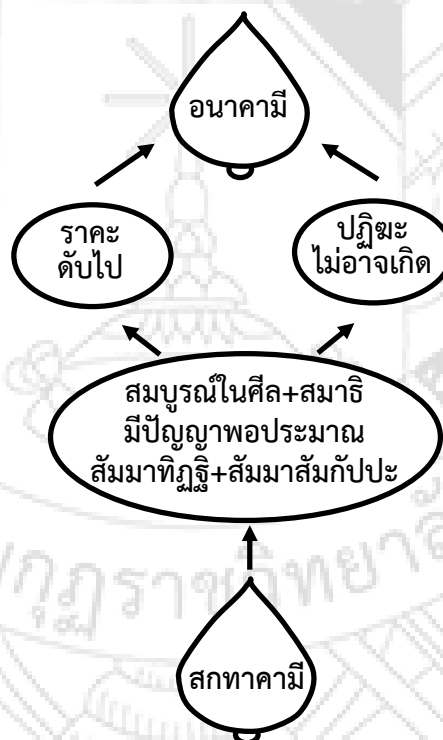 อนาคามี
ราคะ
ดับไป
ปฏิฆะ
ไม่อาจเกิด
สมบูรณ์ในศีล+สมาธิ
มีปัญญาพอประมาณ
สัมมาทิฏฐิ+สัมมาสัมกัปปะ
สกทาคามี